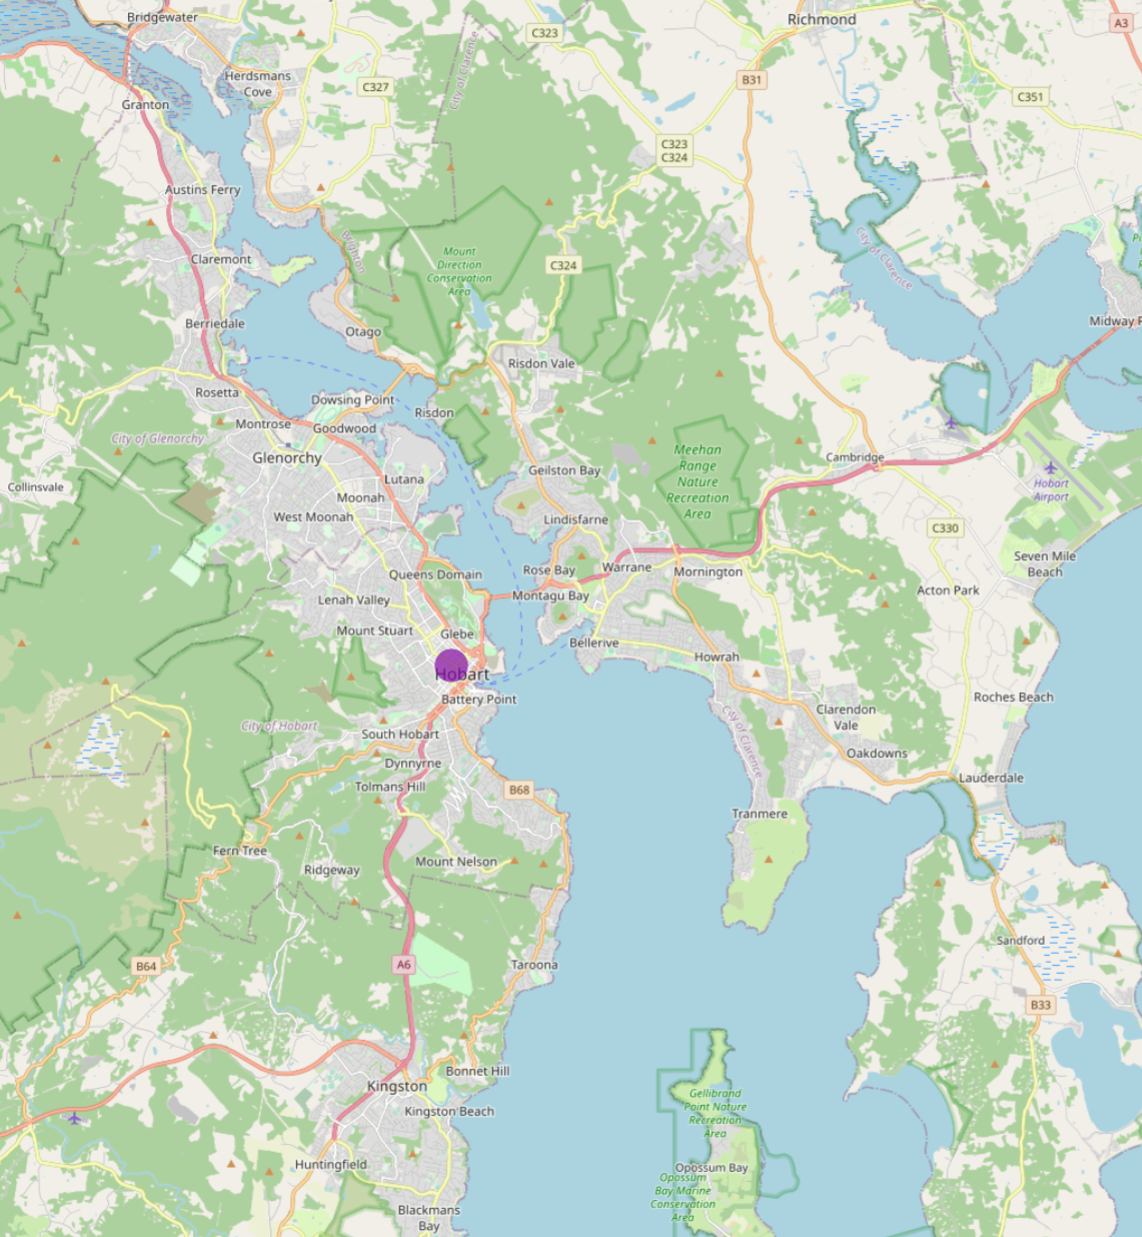 Bridgewater
Richmond
A3
C323
Herdsmans
Cove
City of Clarence
B31
C327
C351
Granton
C323
C324
Austins Ferry
Brighton
City of Clarence
Mount
Direction
Conservation
Area
Claremont
C324
Berriedale
Otago
Midway P
Risdon Vale
Rosetta
Dowsing Point
Risdon
Montrose
Goodwood
City of Glenorchy
Glenorchy
Meehan
Range
Nature
Recreation
Area
Cambridge
Geilston Bay
Lutana
Collinsvale
Hobart
Airport
Moonah
West Moonah
Lindisfarne
C330
Seven Mile
Beach
Queens Domain
Rose Bay
Warrane
Mornington
Acton Park
Lenah Valley
Montagu Bay
Mount Stuart
Glebe
Bellerive
Howrah
Hobart
Battery Point
Roches Beach
City of Hobart
South Hobart
City of Clarence
Clarendon
Vale
Oakdowns
Dynnyrne
Tolmans Hill
B68
Lauderdale
Tranmere
Fern Tree
Ridgeway
Mount Nelson
Sandford
B64
A6
Taroona
B33
Bonnet Hill
Kingston
Kingston Beach
Gellibrand
Point Nature
Recreation
Area
Huntingfield
Opossum Bay
Opossum
Bay Marine
Conservation
Area
Blackmans
Bay